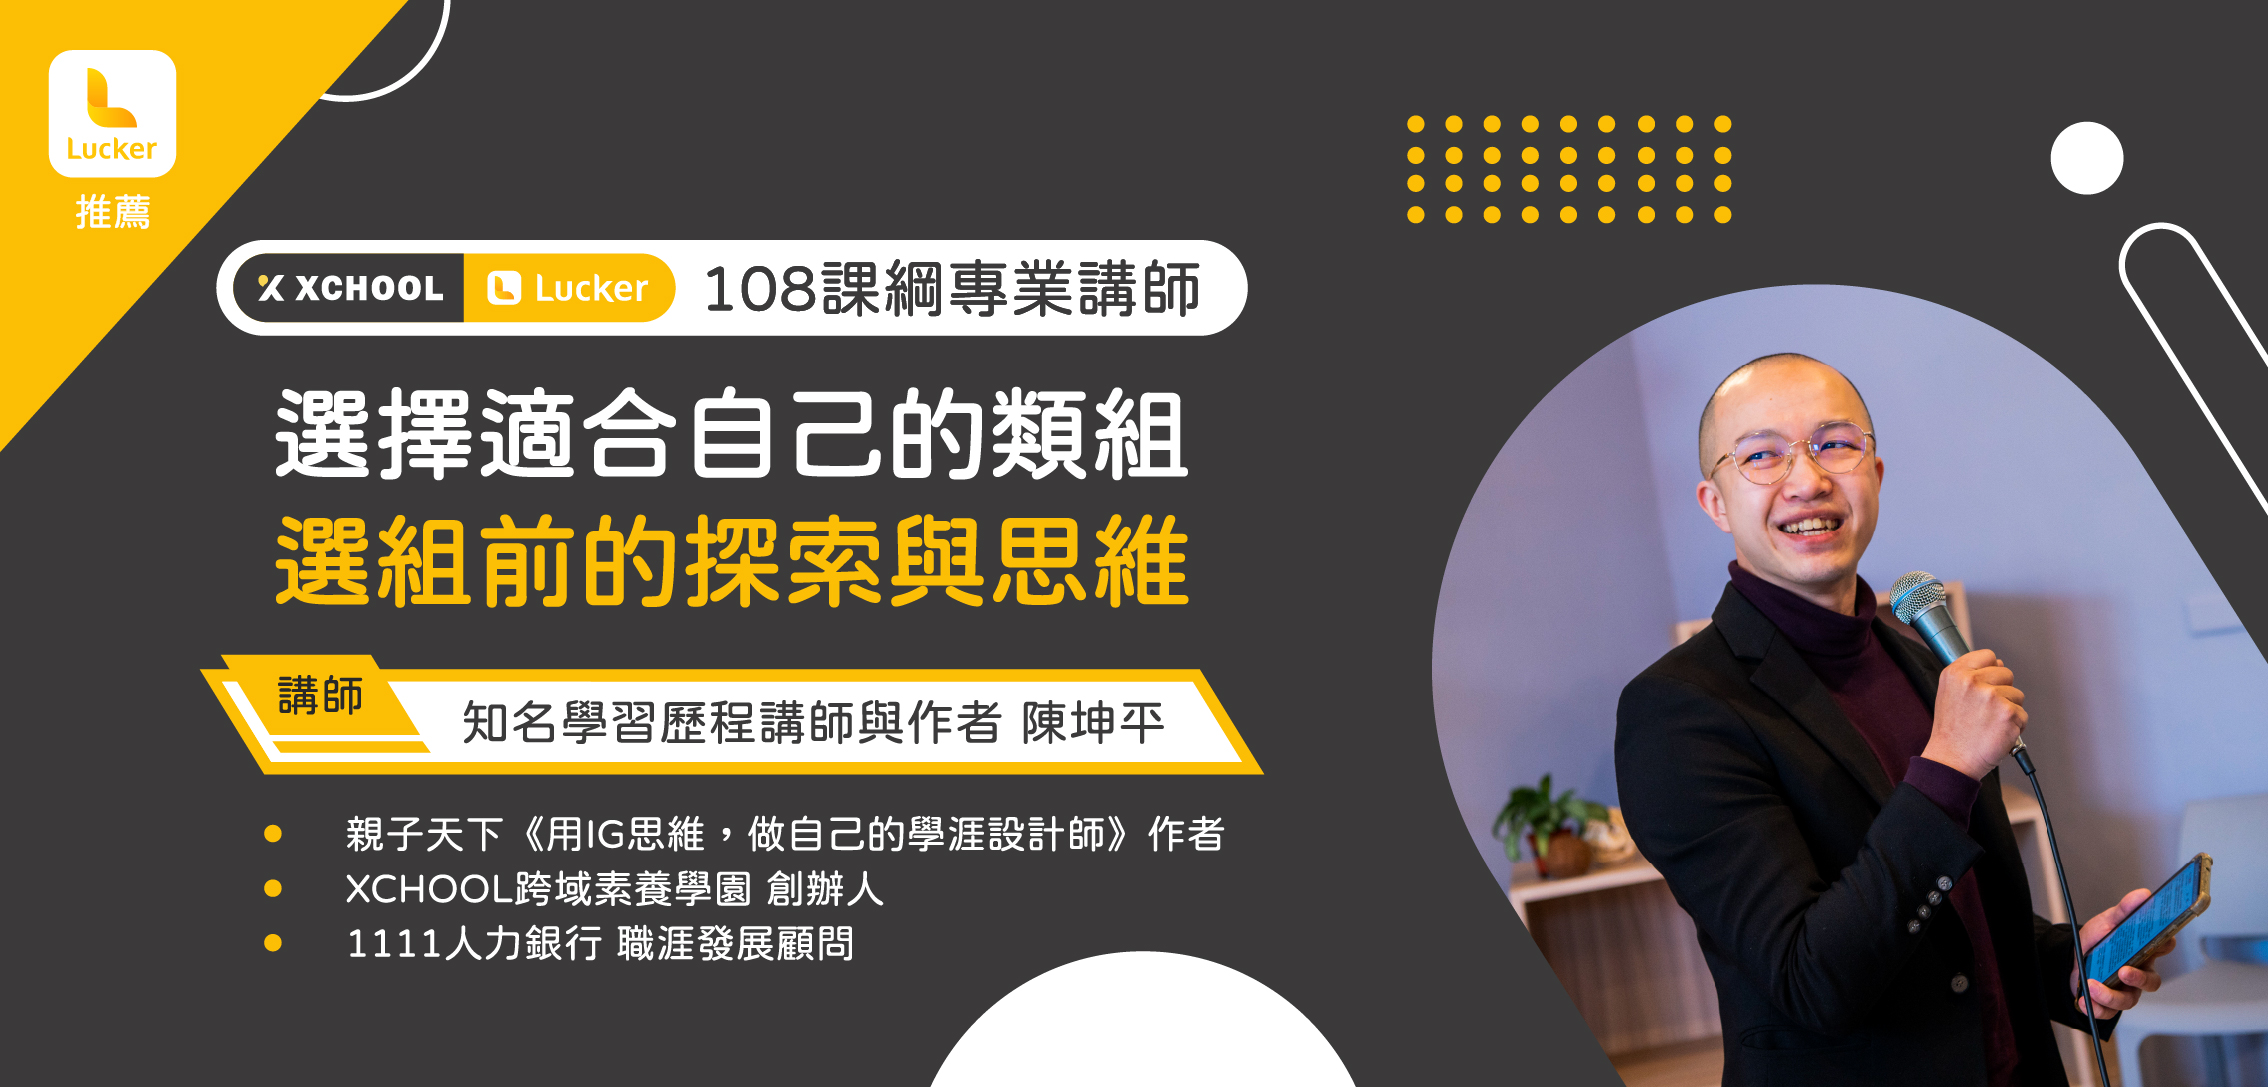 Lucker
推薦
XCHOOL Lucker 108課綱專業講師
選擇適合自己的類組
選組前的探索與思維
講師
知名學習歷程講師與作者 陳坤平
親子天下《用IG思維，做自己的學涯設計師》作者
XCHOOL跨域素養學園 創辦人
1111人力銀行 職涯發展顧問